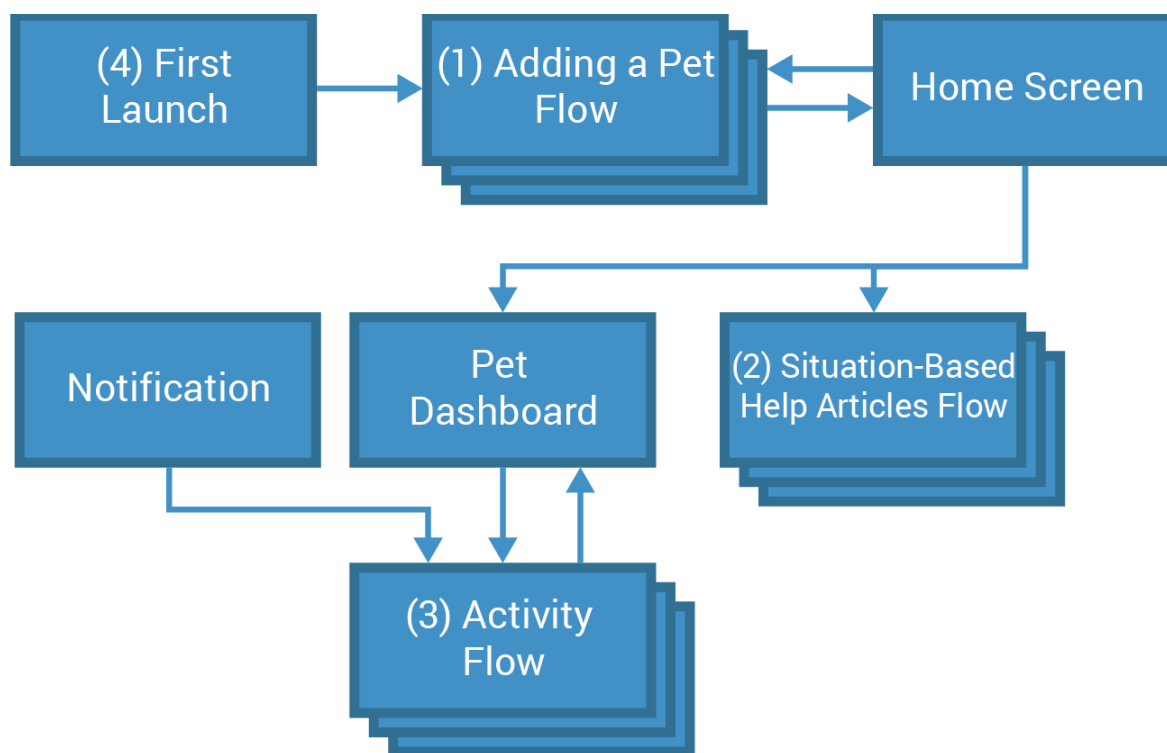 (4) First
Launch
(1) Adding a Pet
Flow
Home Screen
Notification
Pet
Dashboard
(2) Situation-Based
Help Articles Flow
(3) Activity
Flow